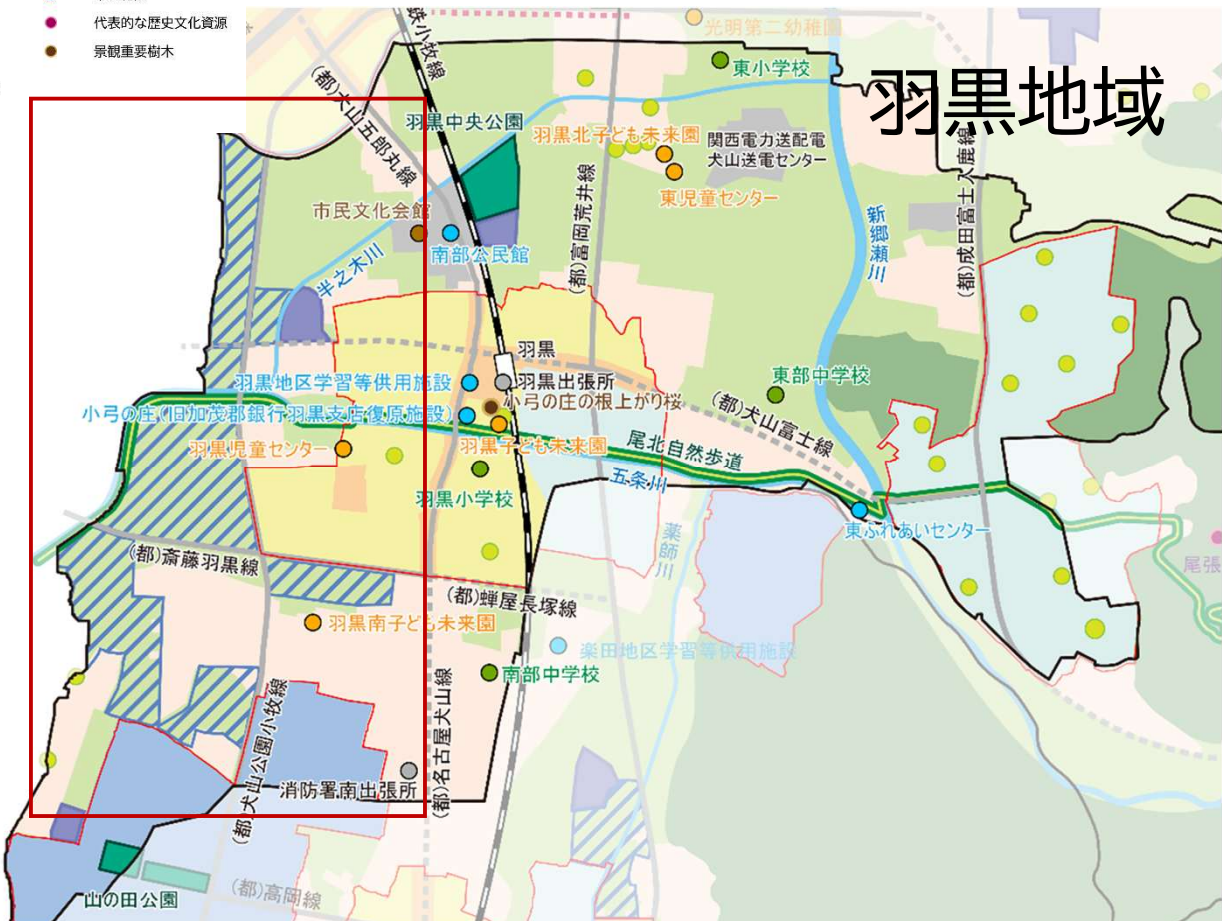 代表的な歴史文化資源
景観重要樹木
羽黒地域
鉄小牧線
光明第二幼稚園
東小学校
(都)犬山五郎丸線
羽黒中央公園
羽黒北子ども未来園
関西電力送配電
犬山送電センター
(都)成田富士入鹿線
(都)富岡荒井線
東児童センター
市民文化会館
新郷瀬川
南部公民館
半之木川
羽黒
羽黒地区学習等供用施設
羽黒出張所
東部中学校
小弓の庄の根上がり桜
(都)犬山富士線
小弓の庄(旧加茂郡銀行羽黒支店復原施設)
羽黒児童センター
羽黒子ども未来園
尾北自然歩道
五条川
羽黒小学校
東ふれあいセンター
薬師川
(都)斎藤羽黒線
尾張
(都)蝉屋長塚線
羽黒南子ども未来園
楽田地区学習等供用施設
南部中学校
(都)犬山公園小牧線
(都)名古屋犬山線
消防署南出張所
山の田公園
(都)高岡線